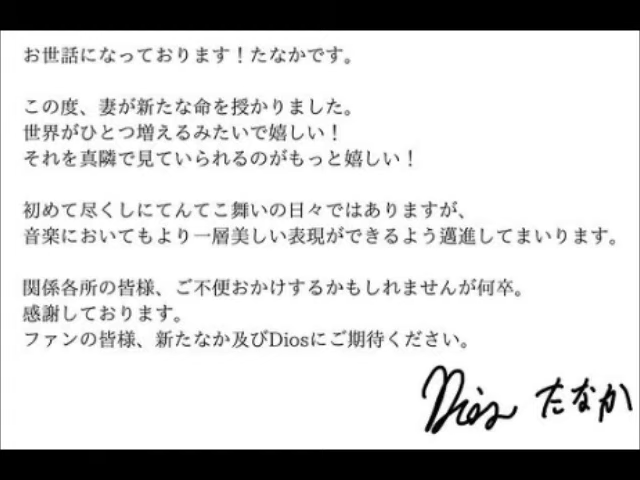 お世話になっております！たなかです。
この度、妻が新たな命を授かりました。
世界がひとつ増えるみたいで嬉しい！
それを真隣で見ていられるのがもっと嬉しい！
初めて尽くしにてんてこ舞いの日々ではありますが、
音楽においてもより一層美しい表現ができるよう邁進してまいります。
関係各所の皆様、ご不便おかけするかもしれませんが何卒。
感謝しております。
ファンの皆様、新たなか及びDiosにご期待ください。
Dios たなか